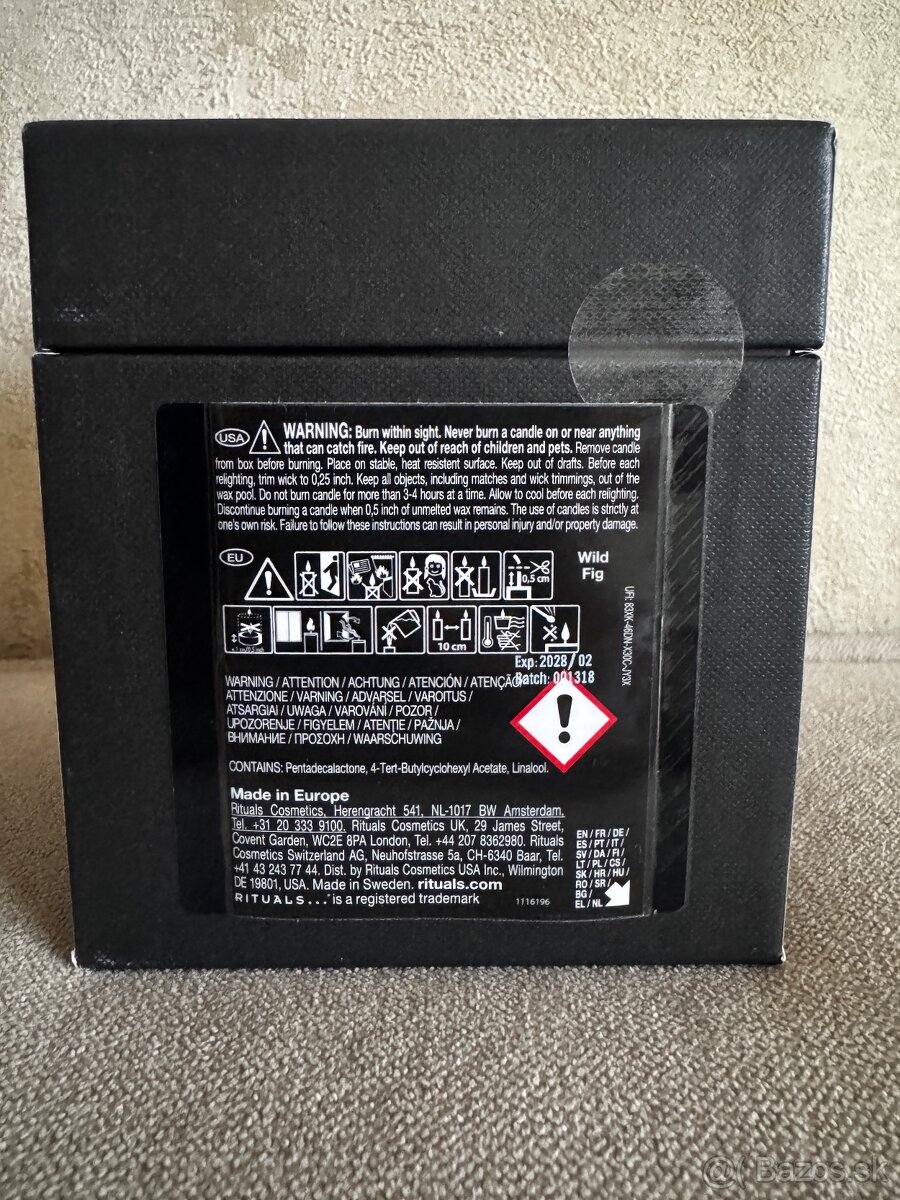 USA WARNING: Burn within sight. Never burn a candle on or near anything
that can catch fire. Keep out of reach of children and pets. Remove candle
from box before burning. Place on stable, heat resistent surface. Keep out of drafts. Before each
relighting, trim wick to 0,25 inch. Keep all objects, including matches and wick trimmings, out of the
wax pool. Do not burn candle for more than 3-4 hours at a time. Allow to cool before each relighting.
Discontinue burning a candle when 0,5 inch of unmelted wax remains. The use of candles is strictly at
one's own risk. Failure to follow these instructions can result in personal injury and/or property damage.
EU
0,5 cm
Wild
Fig
10 cm
Exp: 2028/02
Batch: 001318
WARNING / ATTENTION / ACHTUNG / ATENCIÓN / ATENÇÃO/
ATTENZIONE / VARNING / ADVARSEL / VAROITUS /
ATSARGIAI / UWAGA / VAROVÁNÍ / POZOR /
UPOZORENJE / FIGYELEM / ATENȚIE / PAŽNJA /
ВНИМАНИЕ / ΠΡΟΣΟΧΗ / WAARSCHUWING
CONTAINS: Pentadecalactone, 4-Tert-Butylcyclohexyl Acetate, Linalool.
Made in Europe
Rituals Cosmetics, Herengracht 541, NL-1017 BW Amsterdam,
Tel. +31 20 333 9100. Rituals Cosmetics UK, 29 James Street,
Covent Garden, WC2E 8PA London, Tel. +44 207 8362980. Rituals
Cosmetics Switzerland AG, Neuhofstrasse 5a, CH-6340 Baar, Tel.
+41 43 243 77 44. Dist. by Rituals Cosmetics USA Inc., Wilmington
DE 19801, USA. Made in Sweden. rituals.com
RITUALS... is a registered trademark
1116196
EN / FR / DE /
ES / PT / IT /
SV / DA / FI /
LT / PL / CS /
SK / HR / HU /
RO / SR /
BG /
EL / NL
Bazos.sk